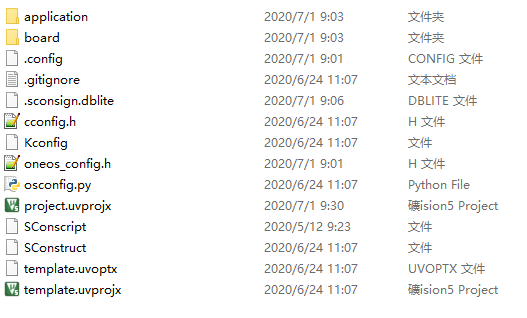 application 2020/7/1 9:03 文件夹
board 2020/7/1 9:03 文件夹
.config 2020/7/1 9:01 CONFIG 文件
.gitignore 2020/6/24 11:07 文本文档
.sconsign.dblite 2020/7/1 9:06 DBLITE 文件
cconfig.h 2020/6/24 11:07 H 文件
Kconfig 2020/6/24 11:07 文件
oneos_config.h 2020/7/1 9:01 H 文件
osconfig.py 2020/6/24 11:07 Python File
project.uvprojx 2020/7/1 9:30 礦ision5 Project
SConscript 2020/5/12 9:23 文件
SConstruct 2020/6/24 11:07 文件
template.uvoptx 2020/6/24 11:07 UVOPTX 文件
template.uvprojx 2020/6/24 11:07 礦ision5 Project